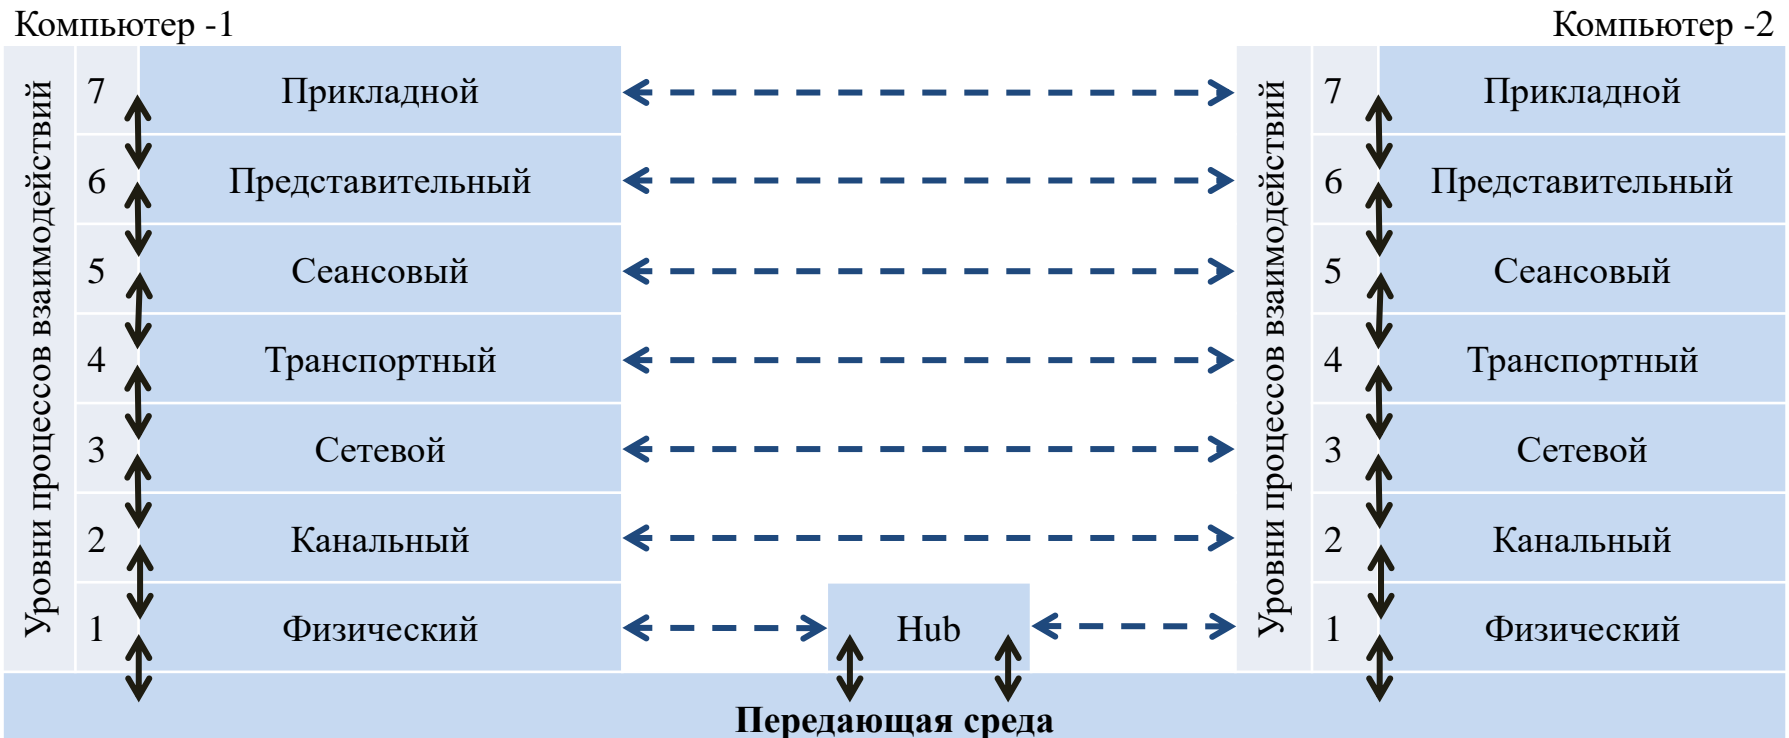 Компьютер -1
Компьютер -2
Уровни процессов взаимодействий
7 Прикладной
6 Представительный
5 Сеансовый
4 Транспортный
3 Сетевой
2 Канальный
1 Физический
Hub
Уровни процессов взаимодействий
7 Прикладной
6 Представительный
5 Сеансовый
4 Транспортный
3 Сетевой
2 Канальный
1 Физический
Передающая среда